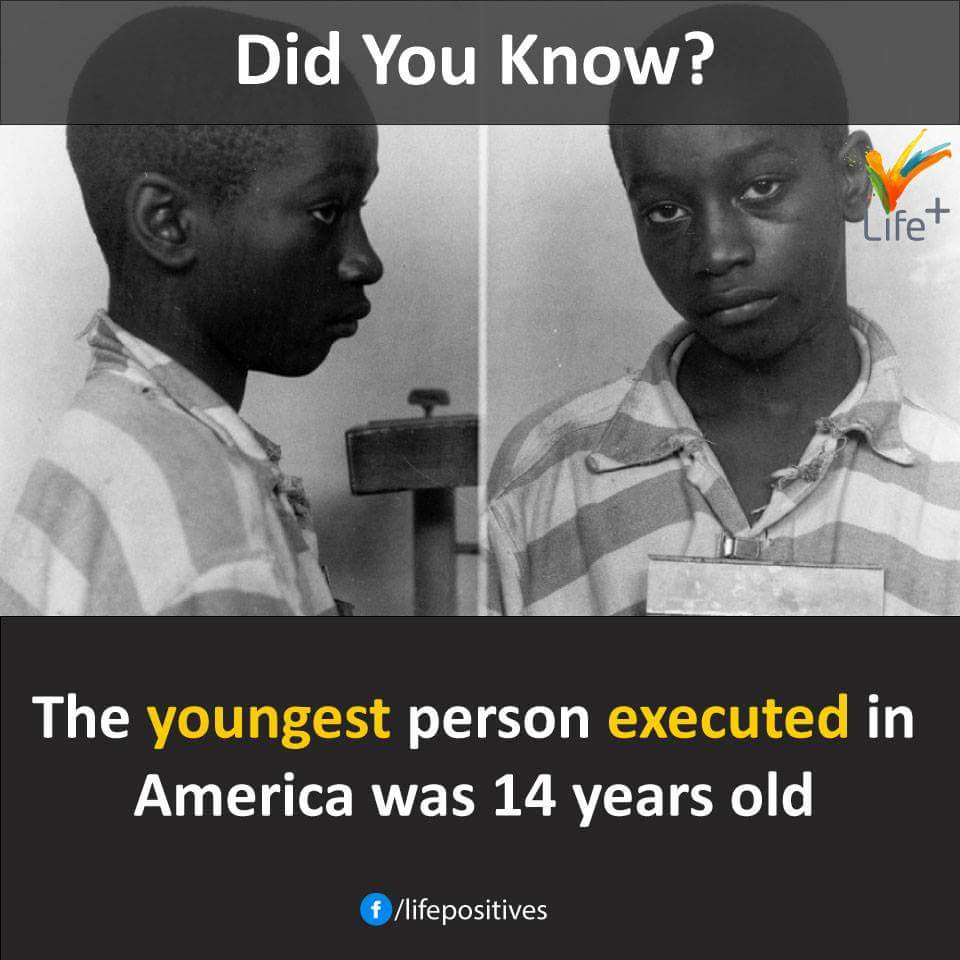 Did You Know?
Life+
The youngest person executed in
America was 14 years old
f/lifepositives